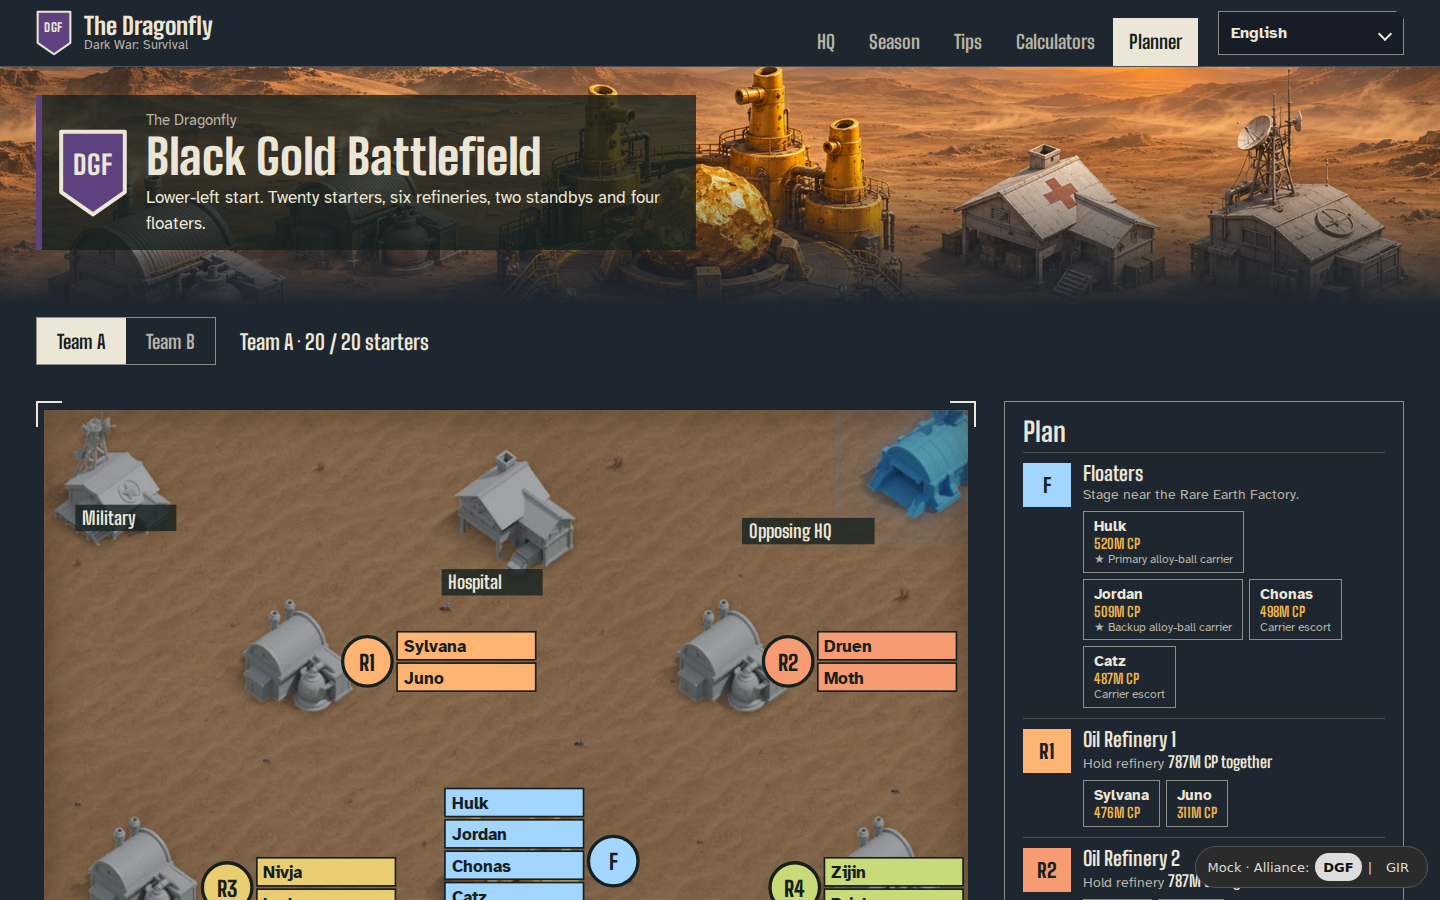 DGF
The Dragonfly
Dark War: Survival
HQ
Season
Tips
Calculators
Planner
English
DGF
The Dragonfly
Black Gold Battlefield
Lower-left start. Twenty starters, six refineries, two standbys and four
floaters.
Team A
Team B
Team A · 20 / 20 starters
Military
Hospital
Opposing HQ
R1
Sylvana
Juno
R2
Druen
Moth
Hulk
Jordan
Chonas
Catz
F
R3
Nivja
R4
Zijin
Plan
F
Floaters
Stage near the Rare Earth Factory.
Hulk
520M CP
★ Primary alloy-ball carrier
Jordan
509M CP
★ Backup alloy-ball carrier
Chonas
498M CP
Carrier escort
Catz
487M CP
Carrier escort
R1
Oil Refinery 1
Hold refinery 787M CP together
Sylvana
476M CP
Juno
311M CP
R2
Oil Refinery 2
Hold refinery 787M
Mock · Alliance: DGF | GIR